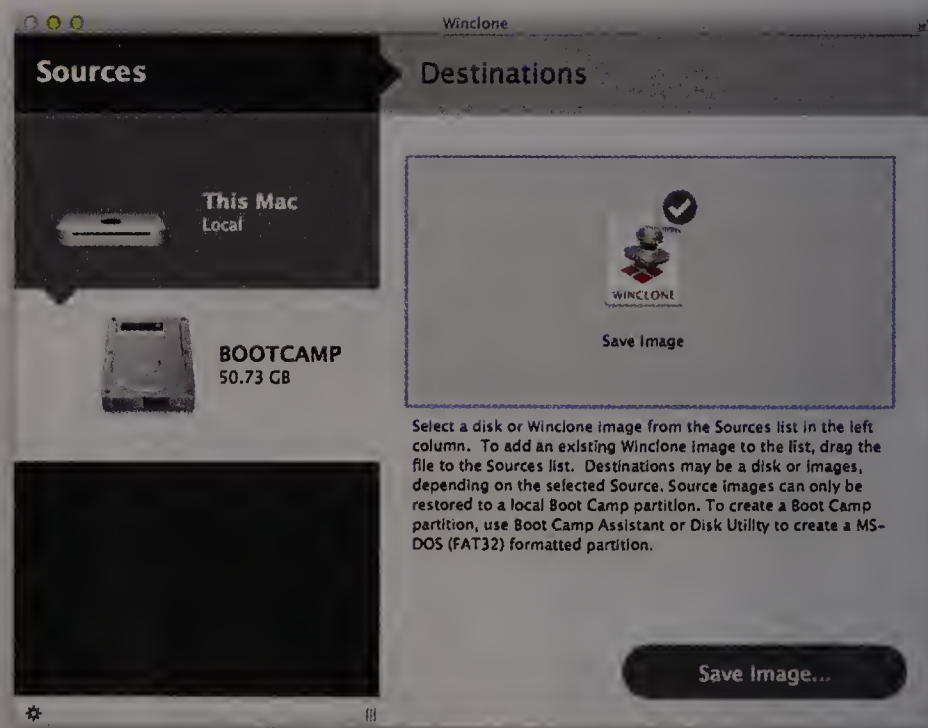 Winclone
Sources
Destinations
This Mac
Local
WINCLONE
Save Image
BOOTCAMP
50.73 GB
Select a disk or Winclone image from the Sources list in the left
column. To add an existing Winclone image to the list, drag the
file to the Sources list. Destinations may be a disk or images,
depending on the selected Source. Source images can only be
restored to a local Boot Camp partition. To create a Boot Camp
partition, use Boot Camp Assistant or Disk Utility to create a MS-
DOS (FAT32) formatted partition.
Save Image...